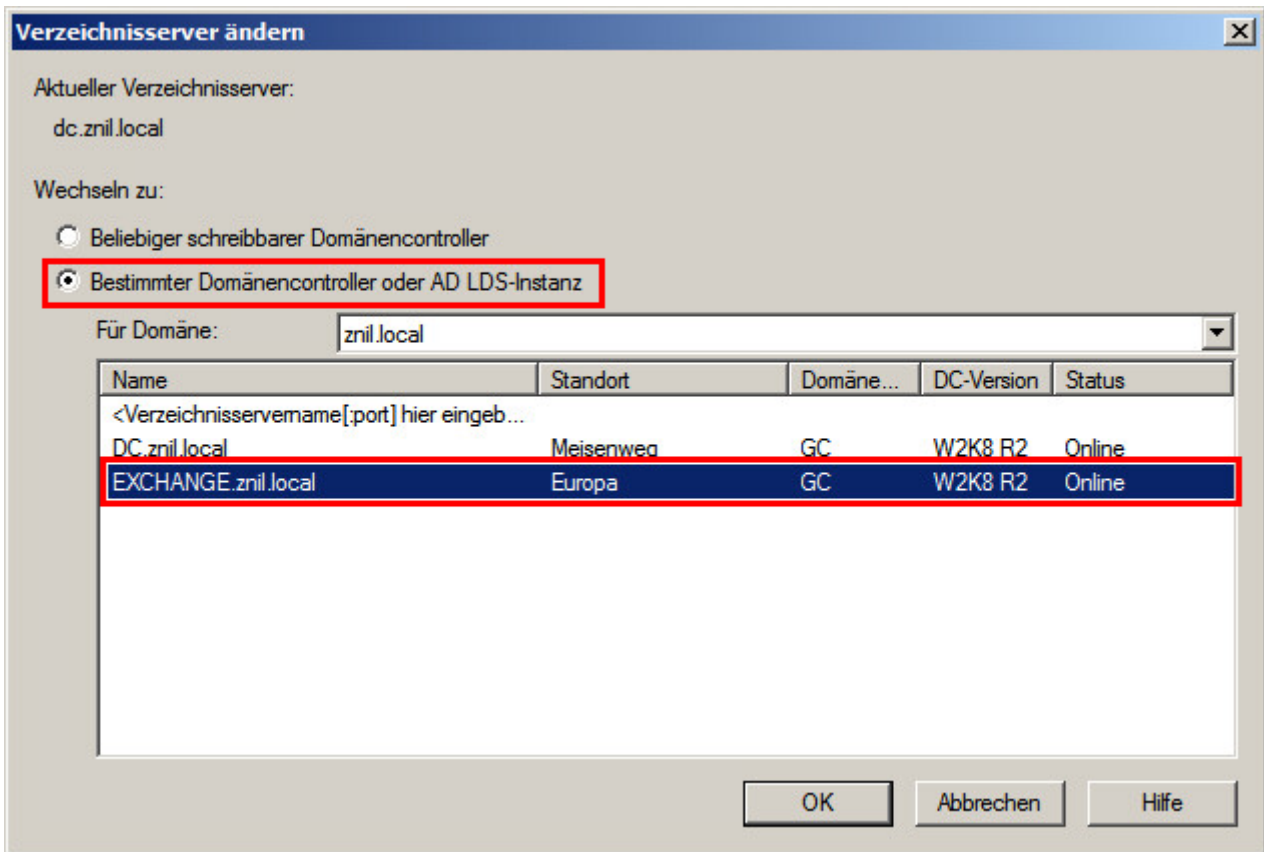 Verzeichnisserver ändern
Aktueller Verzeichnisserver:
dc.znil.local
Wechseln zu:
Beliebiger schreibbarer Domänencontroller
Bestimmter Domänencontroller oder AD LDS-Instanz
Für Domäne: znil.local
Name Standort Domäne... DC-Version Status
<Verzeichnisservername[:port] hier eingeb...
DC.znil.local Meisenweg GC W2K8 R2 Online
EXCHANGE.znil.local Europa GC W2K8 R2 Online
OK Abbrechen Hilfe